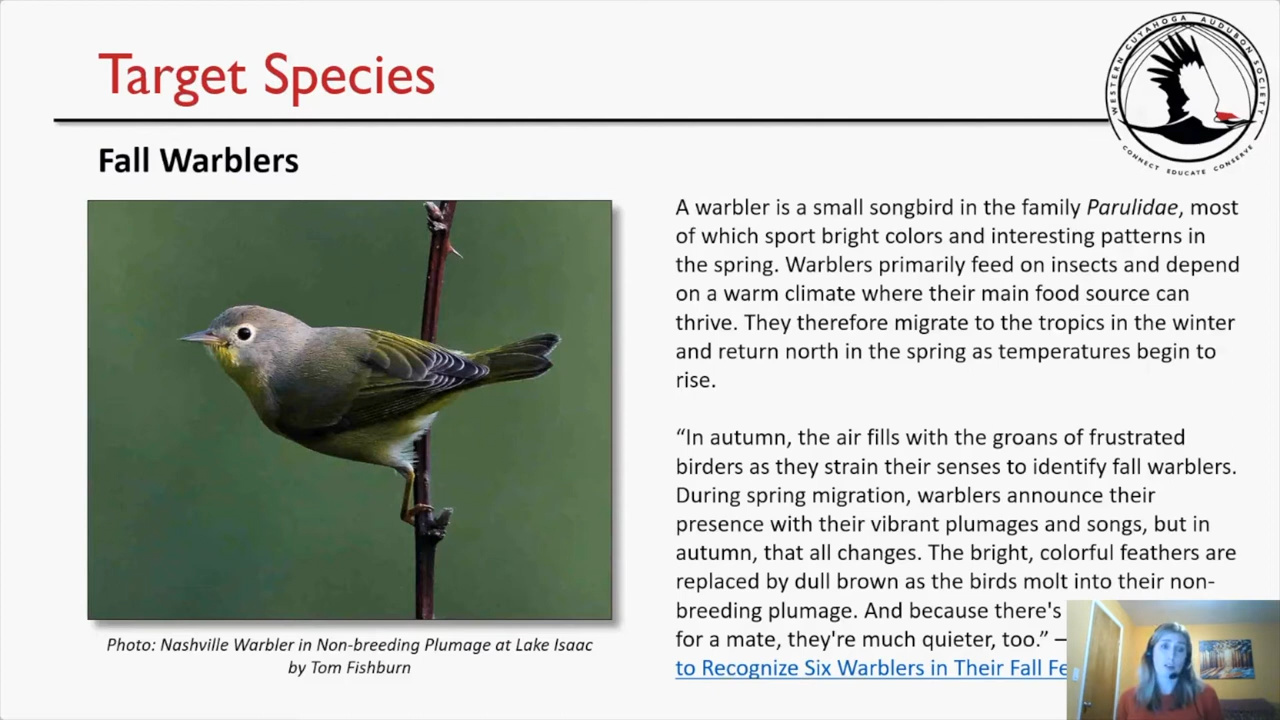 Target Species
WESTERN CUYAHOGA AUDUBON SOCIETY
CONNECT EDUCATE CONSERVE
Fall Warblers
A warbler is a small songbird in the family Parulidae, most
of which sport bright colors and interesting patterns in
the spring. Warblers primarily feed on insects and depend
on a warm climate where their main food source can
thrive. They therefore migrate to the tropics in the winter
and return north in the spring as temperatures begin to
rise.
“In autumn, the air fills with the groans of frustrated
birders as they strain their senses to identify fall warblers.
During spring migration, warblers announce their
presence with their vibrant plumages and songs, but in
autumn, that all changes. The bright, colorful feathers are
replaced by dull brown as the birds molt into their non-
breeding plumage. And because there's
for a mate, they're much quieter, too.” –
to Recognize Six Warblers in Their Fall
Photo: Nashville Warbler in Non-breeding Plumage at Lake Isaac
by Tom Fishburn